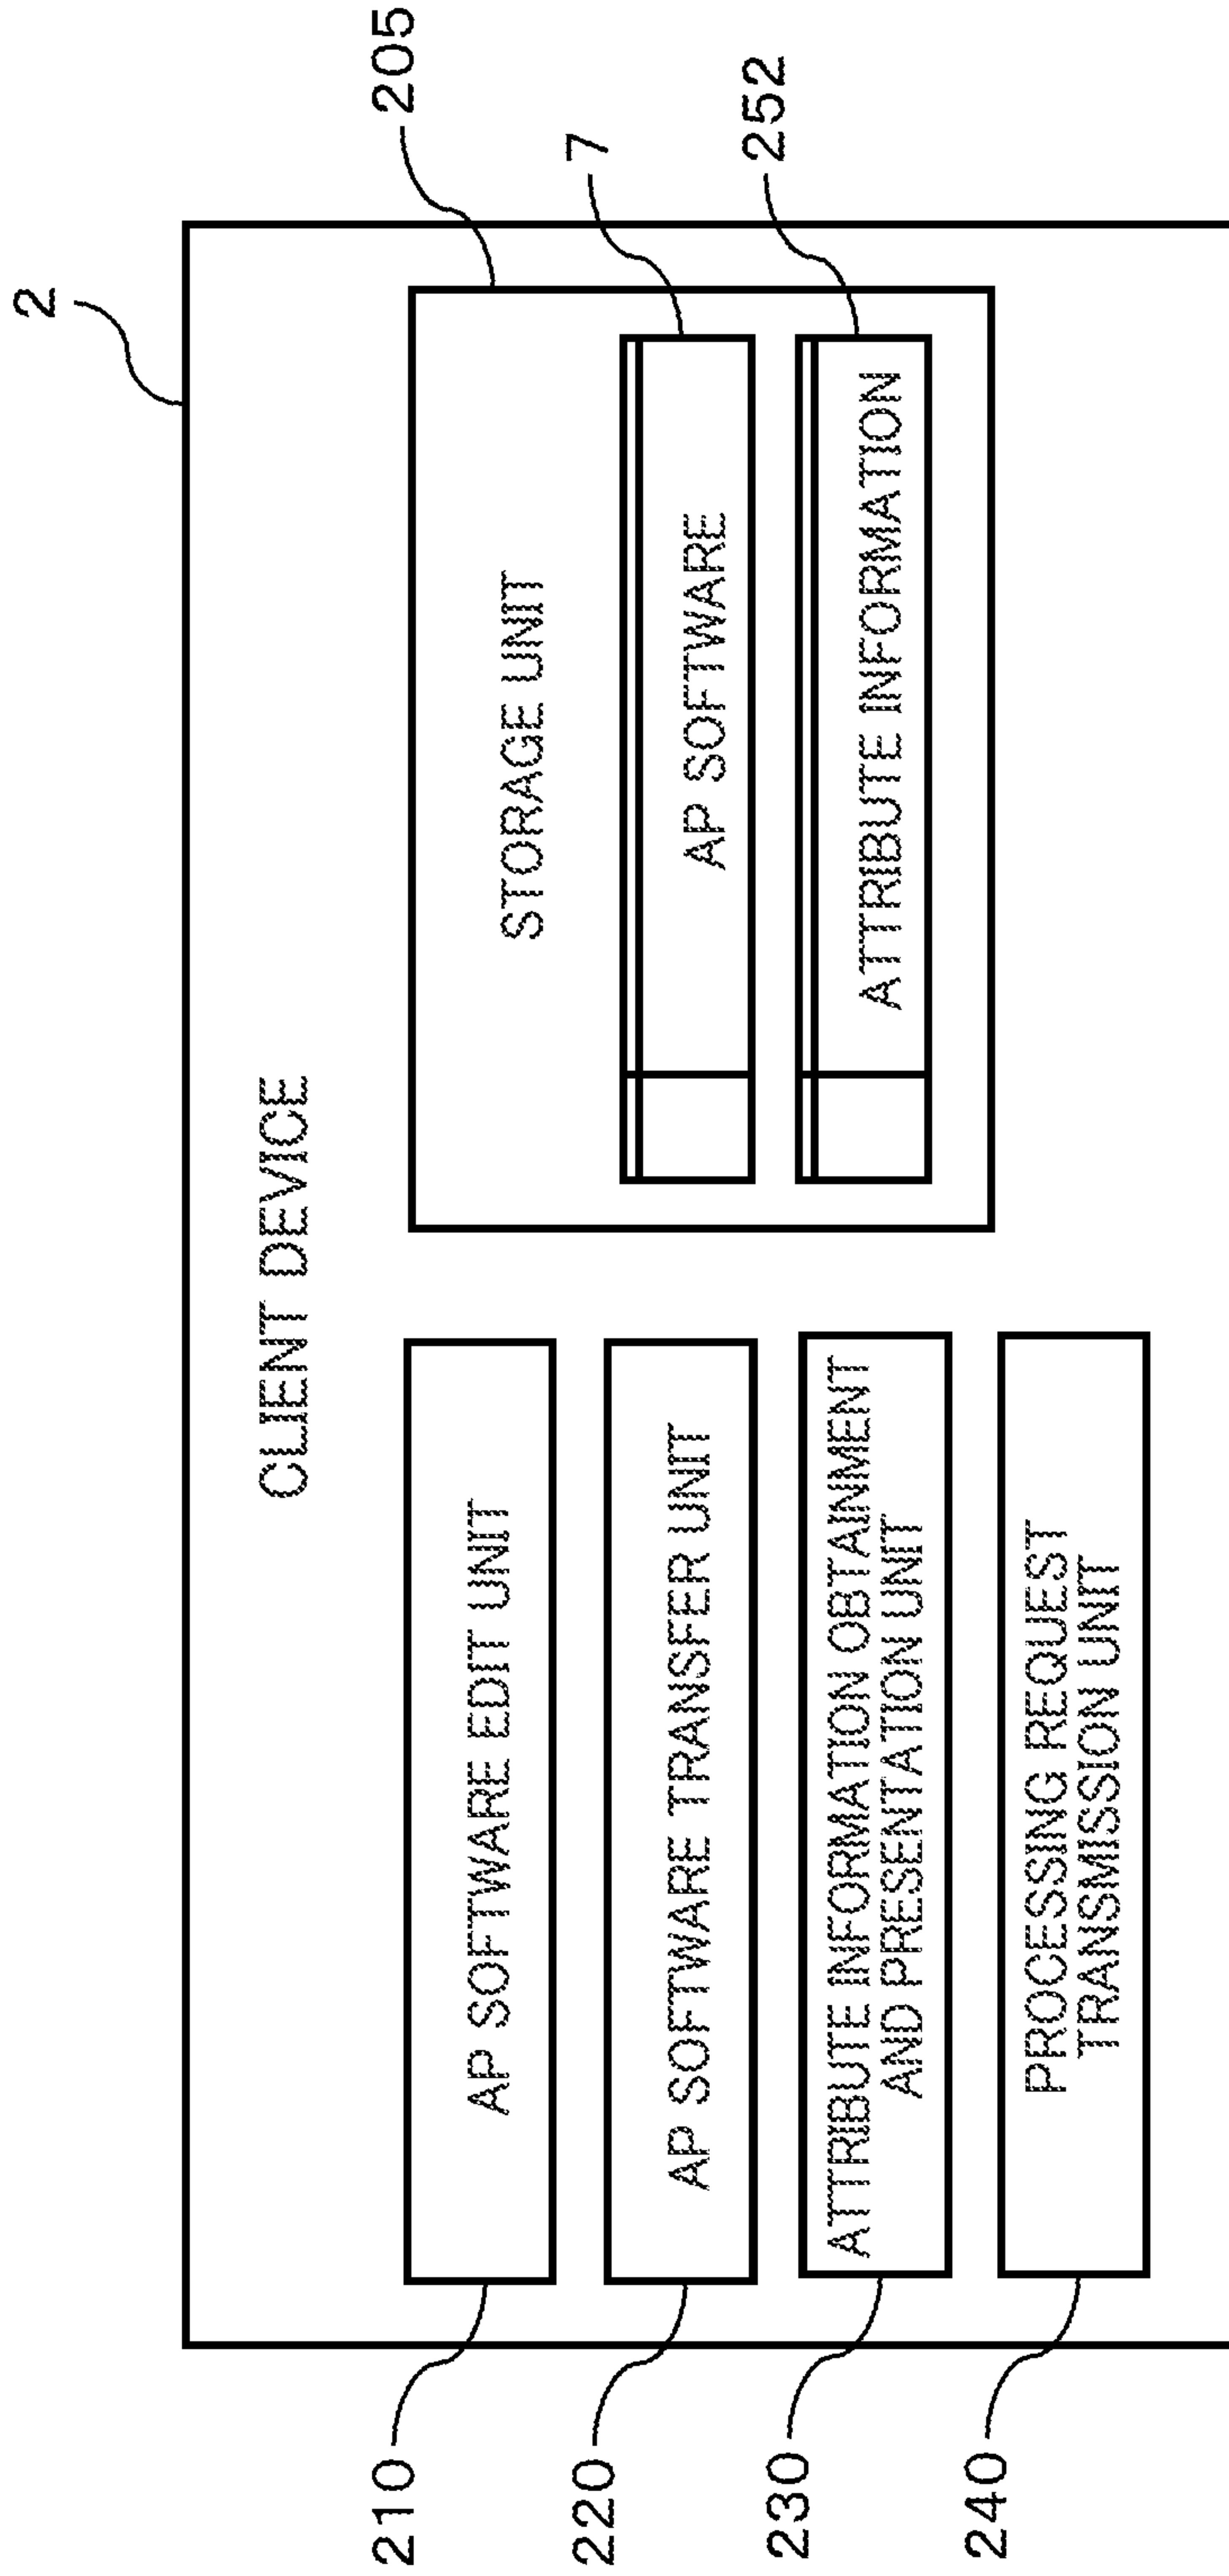 2
CLIENT DEVICE
205
STORAGE UNIT
7
AP SOFTWARE
252
ATTRIBUTE INFORMATION
210
AP SOFTWARE EDIT UNIT
220
AP SOFTWARE TRANSFER UNIT
230
ATTRIBUTE INFORMATION OBTAINMENT
AND PRESENTATION UNIT
240
PROCESSING REQUEST
TRANSMISSION UNIT